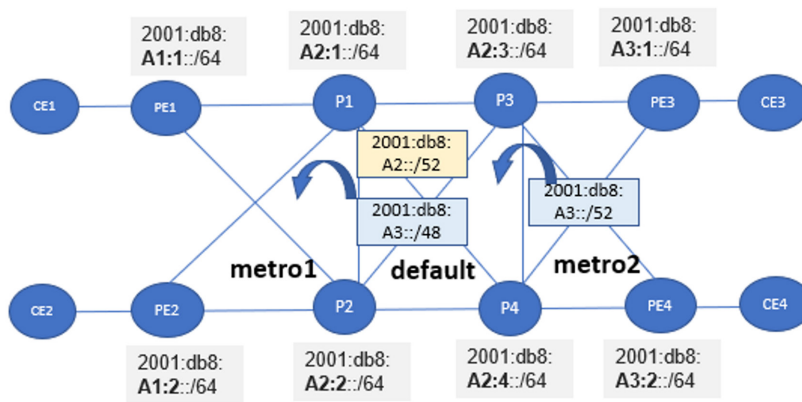 2001:db8:
A1:1::/64
2001:db8:
A2:1::/64
2001:db8:
A2:3::/64
2001:db8:
A3:1::/64
CE1
PE1
P1
P3
PE3
CE3
2001:db8:
A2::/52
2001:db8:
A3::/48
2001:db8:
A3::/52
metro1
default
metro2
CE2
PE2
P2
P4
PE4
CE4
2001:db8:
A1:2::/64
2001:db8:
A2:2::/64
2001:db8:
A2:4::/64
2001:db8:
A3:2::/64